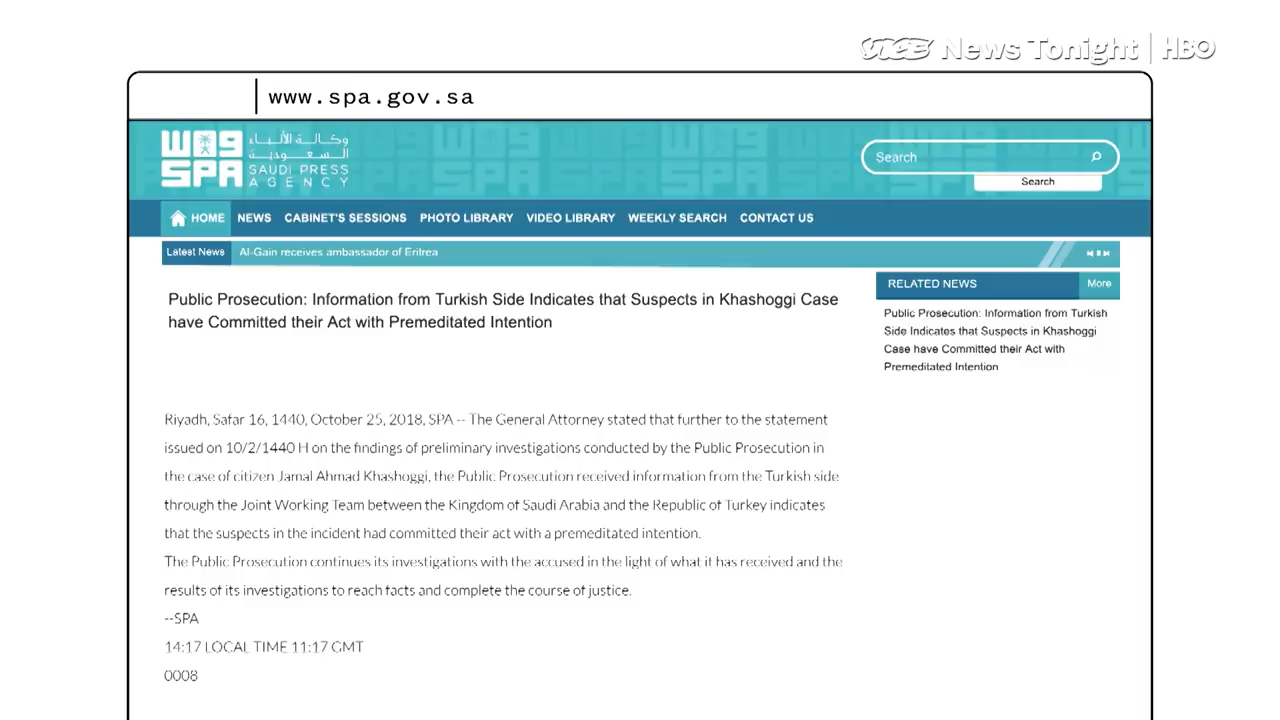 VICE News Tonight | HBO
www.spa.gov.sa
واس
وكالة الأنباء
السعودية
SPA
SAUDI PRESS
AGENCY
Search
Search
HOME NEWS CABINET'S SESSIONS PHOTO LIBRARY VIDEO LIBRARY WEEKLY SEARCH CONTACT US
Latest News Al-Gain receives ambassador of Eritrea
RELATED NEWS More
Public Prosecution: Information from Turkish Side Indicates that Suspects in Khashoggi Case
have Committed their Act with Premeditated Intention
Public Prosecution: Information from Turkish
Side Indicates that Suspects in Khashoggi
Case have Committed their Act with
Premeditated Intention
Riyadh, Safar 16, 1440, October 25, 2018, SPA -- The General Attorney stated that further to the statement
issued on 10/2/1440 H on the findings of preliminary investigations conducted by the Public Prosecution in
the case of citizen Jamal Ahmad Khashoggi, the Public Prosecution received information from the Turkish side
through the Joint Working Team between the Kingdom of Saudi Arabia and the Republic of Turkey indicates
that the suspects in the incident had committed their act with a premeditated intention.
The Public Prosecution continues its investigations with the accused in the light of what it has received and the
results of its investigations to reach facts and complete the course of justice.
--SPA
14:17 LOCAL TIME 11:17 GMT
0008